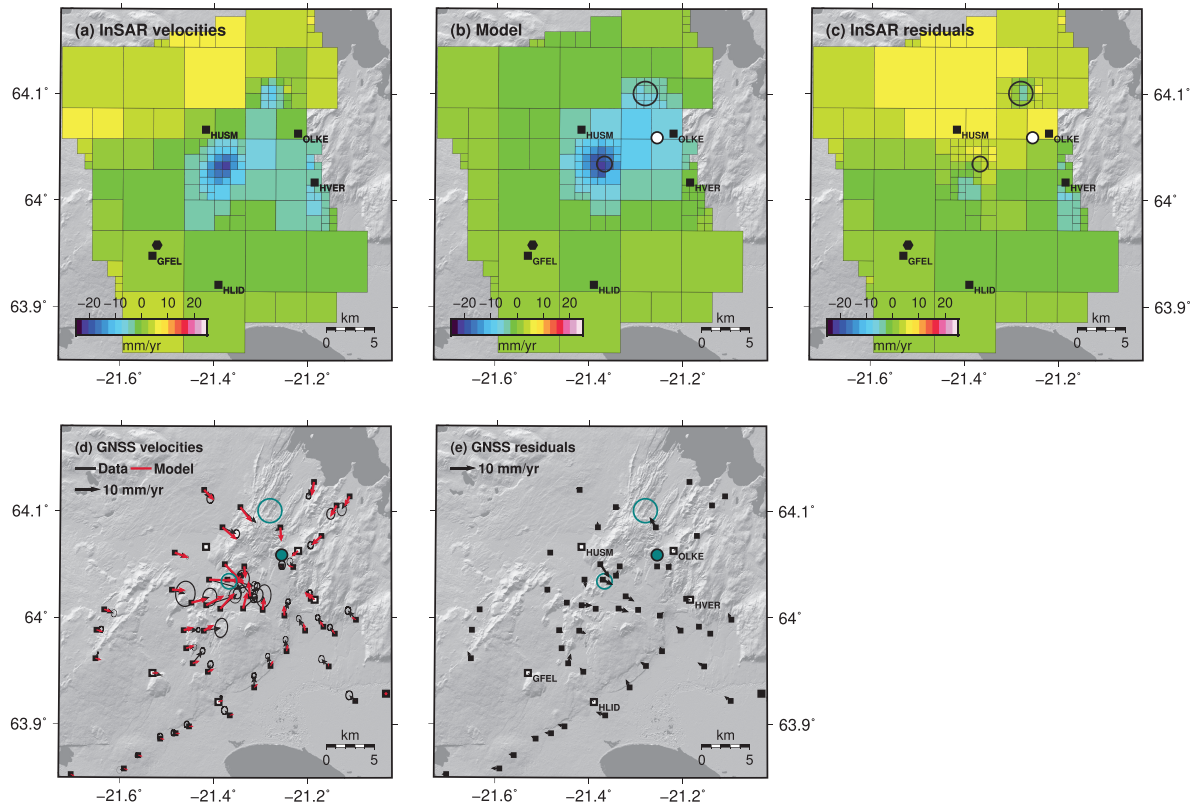 (a) InSAR velocities
(b) Model
(c) InSAR residuals
64.1˚
64˚
63.9˚
HUSM
OLKE
HVER
GFEL
HLID
−20 −10 0 10 20
mm/yr
km
0 5
−21.6˚ −21.4˚ −21.2˚
HUSM
OLKE
HVER
GFEL
HLID
−20 −10 0 10 20
mm/yr
km
0 5
−21.6˚ −21.4˚ −21.2˚
HUSM
OLKE
HVER
GFEL
HLID
−20 −10 0 10 20
mm/yr
km
0 5
−21.6˚ −21.4˚ −21.2˚
64.1˚
64˚
63.9˚
(d) GNSS velocities
Data Model
10 mm/yr
64.1˚
64˚
63.9˚
km
0 5
−21.6˚ −21.4˚ −21.2˚
(e) GNSS residuals
10 mm/yr
HUSM
OLKE
HVER
GFEL
HLID
km
0 5
−21.6˚ −21.4˚ −21.2˚
64.1˚
64˚
63.9˚